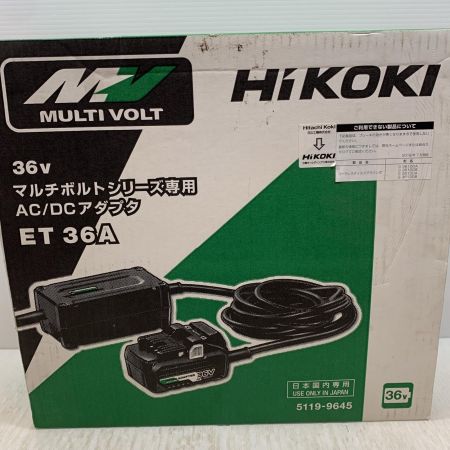 MV
MULTI VOLT
HiKOKI
36v
マルチボルトシリーズ専用
AC/DCアダプタ
ET 36A
Hitachi Koki
HiKOKI
ご利用できない製品について
36V
日本国内専用
USE ONLY IN JAPAN
5119-9645
36v